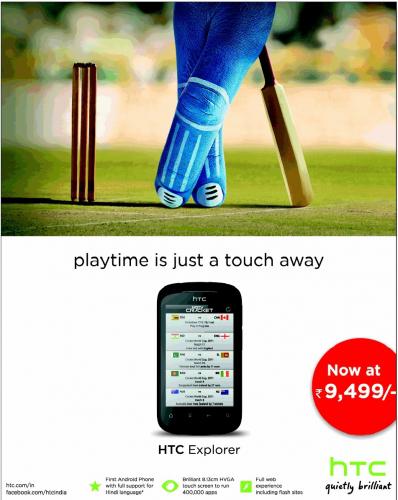 playtime is just a touch away
htc
CRICKET
HTC Explorer
Now at
₹9,499/-
htc.com/in
facebook.com/htcindia
First Android Phone
with full support for
Hindi language*
Brilliant 8.13cm HVGA
touch screen to run
400,000 apps
Full web
experience
including flash sites
htc
quietly brilliant